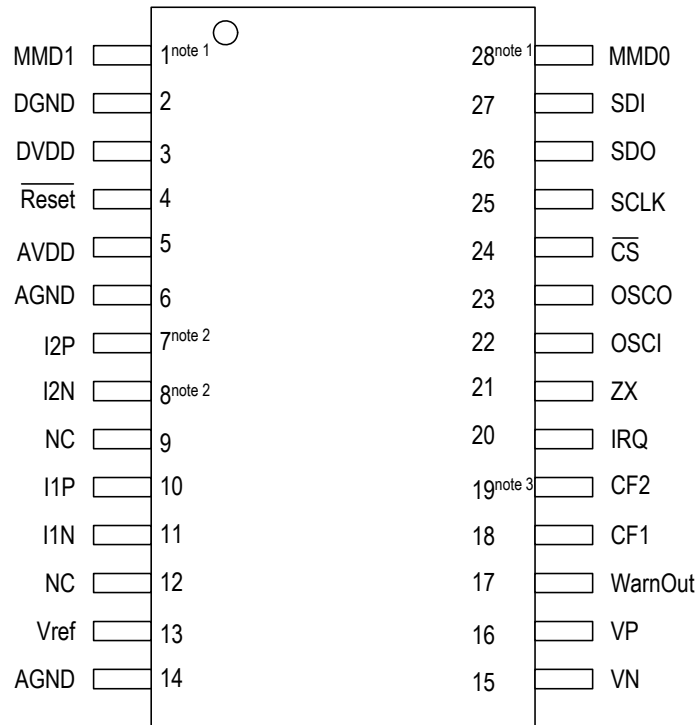 MMD1 1note 1 28note 1 MMD0
DGND 2 27 SDI
DVDD 3 26 SDO
Reset 4 25 SCLK
AVDD 5 24 CS
AGND 6 23 OSCO
I2P 7note 2 22 OSCI
I2N 8note 2 21 ZX
NC 9 20 IRQ
I1P 10 19note 3 CF2
I1N 11 18 CF1
NC 12 17 WarnOut
Vref 13 16 VP
AGND 14 15 VN